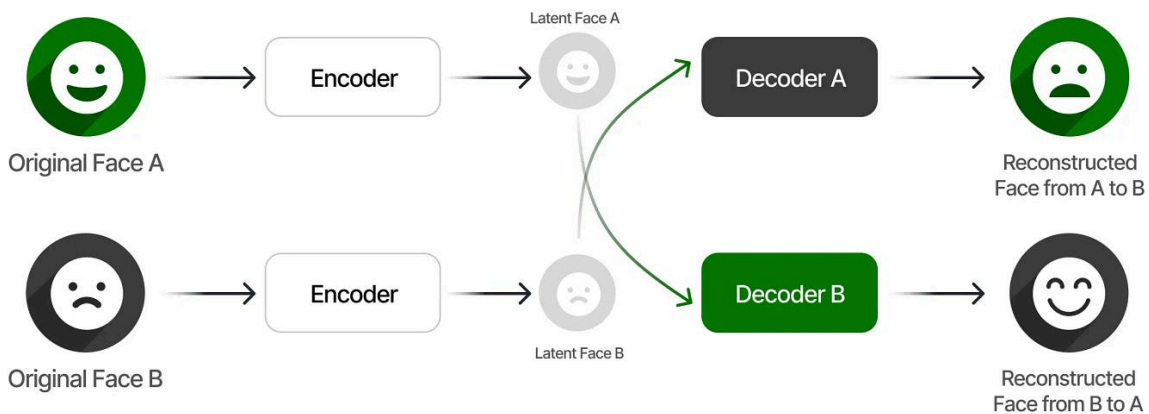 Latent Face A
Encoder
Decoder A
Original Face A
Reconstructed
Face from A to B
Encoder
Decoder B
Latent Face B
Original Face B
Reconstructed
Face from B to A